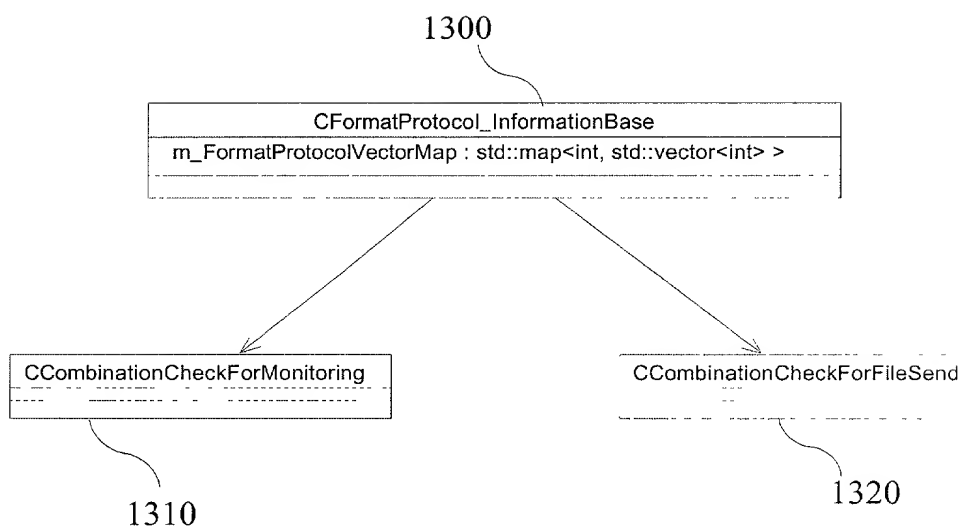 1300
CFormatProtocol_InformationBase
m_FormatProtocolVectorMap : std::map<int, std::vector<int> >
CCombinationCheckForMonitoring
CCombinationCheckForFileSend
1310
1320